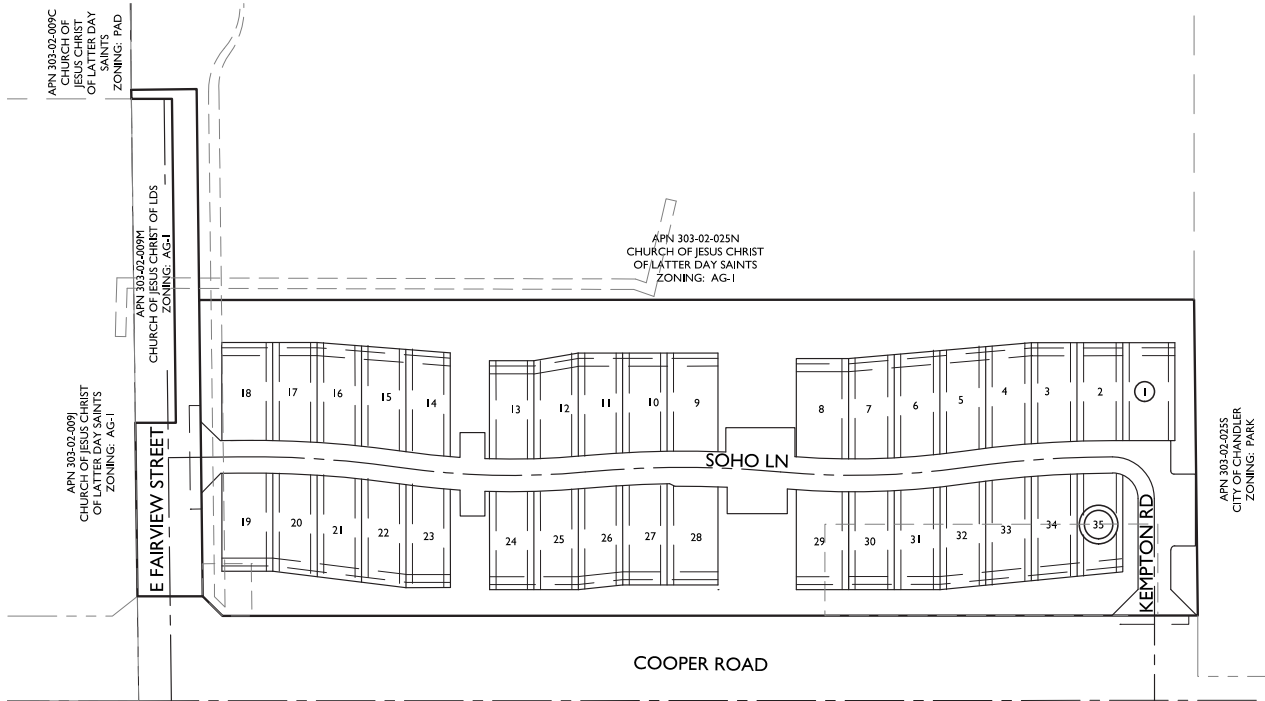 APN 303-02-009C
CHURCH OF
JESUS CHRIST
OF LATTER DAY
SAINTS
ZONING: PAD
APN 303-02-009M
CHURCH OF JESUS CHRIST OF LDS
ZONING: AG-1
APN 303-02-025N
CHURCH OF JESUS CHRIST
OF LATTER DAY SAINTS
ZONING: AG-1
APN 303-02-009J
CHURCH OF JESUS CHRIST
OF LATTER DAY SAINTS
ZONING: AG-1
APN 303-02-025S
CITY OF CHANDLER
ZONING: PARK
18 17 16 15 14 13 12 11 10 9 8 7 6 5 4 3 2 1
SOHO LN
E FAIRVIEW STREET
KEMPTON RD
19 20 21 22 23 24 25 26 27 28 29 30 31 32 33 34 35
COOPER ROAD